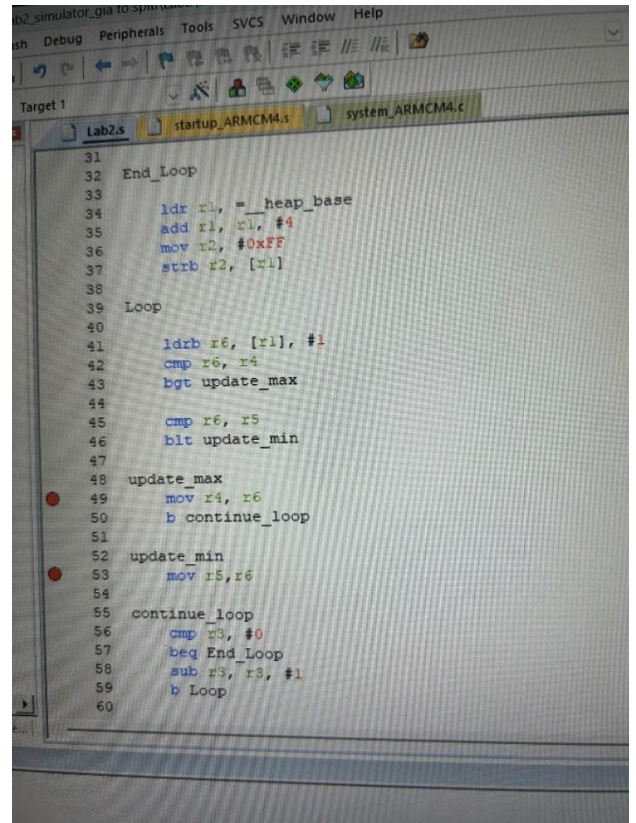 ab2_simulator_gia to split
Debug Peripherals Tools SVCS Window Help
Target 1
Lab2.s startup_ARMCM4.s system_ARMCM4.c
31
32 End_Loop
33
34 ldr r1, =__heap_base
35 add r1, r1, #4
36 mov r2, #0xFF
37 strb r2, [r1]
38
39 Loop
40
41 ldrb r6, [r1], #1
42 cmp r6, r4
43 bgt update_max
44
45 cmp r6, r5
46 blt update_min
47
48 update_max
49 mov r4, r6
50 b continue_loop
51
52 update_min
53 mov r5,r6
54
55 continue_loop
56 cmp r3, #0
57 beq End_Loop
58 sub r3, r3, #1
59 b Loop
60